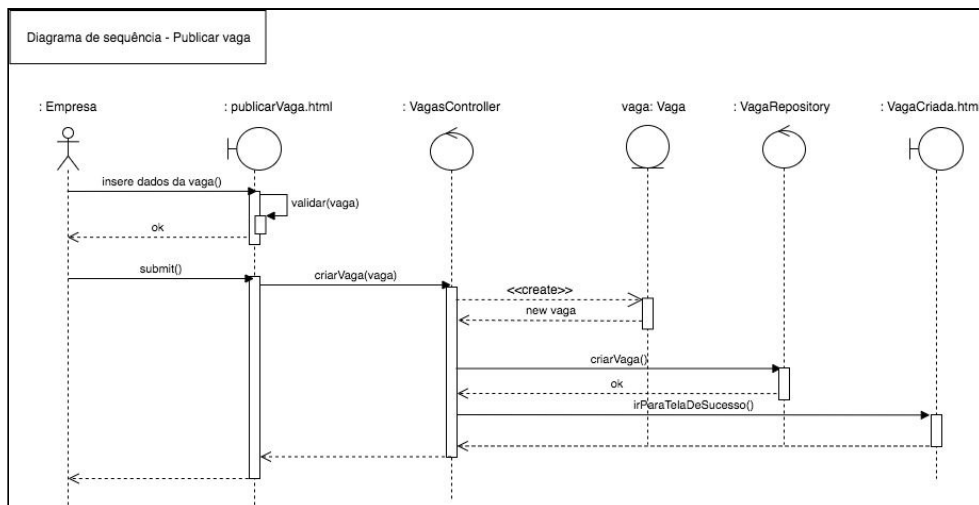 Diagrama de sequência - Publicar vaga
: Empresa
: publicarVaga.html
: VagasController
vaga: Vaga
: VagaRepository
: VagaCriada.htm
insere dados da vaga()
validar(vaga)
ok
submit()
criarVaga(vaga)
<<create>>
new vaga
criarVaga()
ok
irParaTelaDeSucesso()